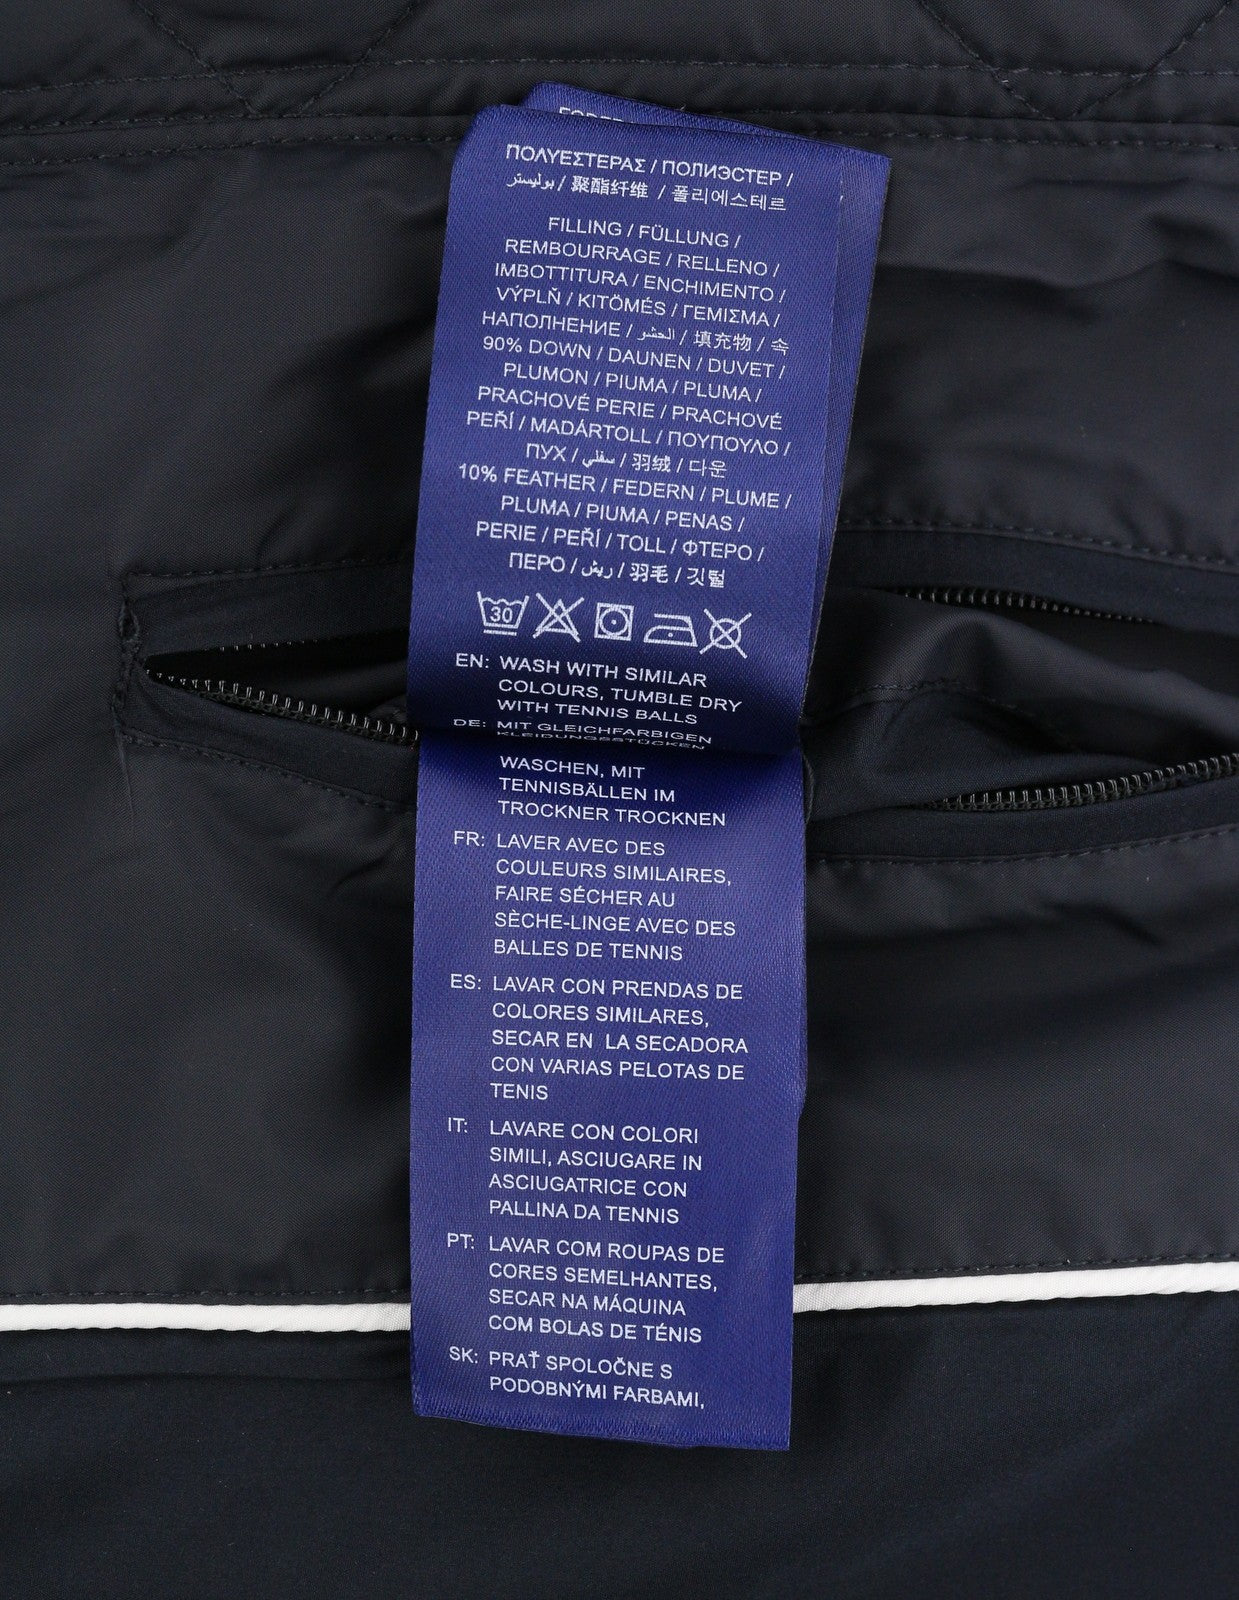 ΠΟΛΥΕΣΤΕΡΑΣ / ПОЛИЭСТЕР /
بوليستر / 聚酯纤维 / 폴리에스테르
FILLING / FÜLLUNG /
REMBOURRAGE / RELLENO /
IMBOTTITURA / ENCHIMENTO /
VÝPLŇ / KITÖMÉS / ΓΕΜΙΣΜΑ /
НАПОЛНЕНИЕ / الحشو / 填充物 / 속
90% DOWN / DAUNEN / DUVET /
PLUMON / PIUMA / PLUMA /
PRACHOVÉ PERIE / PRACHOVÉ
PEŘÍ / MADÁRTOLL / ΠΟΥΠΟΥΛΟ /
ПУХ / سفلي / 羽绒 / 다운
10% FEATHER / FEDERN / PLUME /
PLUMA / PIUMA / PENAS /
PERIE / PEŘÍ / TOLL / ΦΤΕΡΟ /
ПЕРО / ريش / 羽毛 / 깃털
30
EN: WASH WITH SIMILAR
COLOURS, TUMBLE DRY
WITH TENNIS BALLS
DE: MIT GLEICHFARBIGEN
KLEIDUNGSSTÜCKEN
WASCHEN, MIT
TENNISBÄLLEN IM
TROCKNER TROCKNEN
FR: LAVER AVEC DES
COULEURS SIMILAIRES,
FAIRE SÉCHER AU
SÈCHE-LINGE AVEC DES
BALLES DE TENNIS
ES: LAVAR CON PRENDAS DE
COLORES SIMILARES,
SECAR EN LA SECADORA
CON VARIAS PELOTAS DE
TENIS
IT: LAVARE CON COLORI
SIMILI, ASCIUGARE IN
ASCIUGATRICE CON
PALLINA DA TENNIS
PT: LAVAR COM ROUPAS DE
CORES SEMELHANTES,
SECAR NA MÁQUINA
COM BOLAS DE TÉNIS
SK: PRAŤ SPOLOČNE S
PODOBNÝMI FARBAMI,